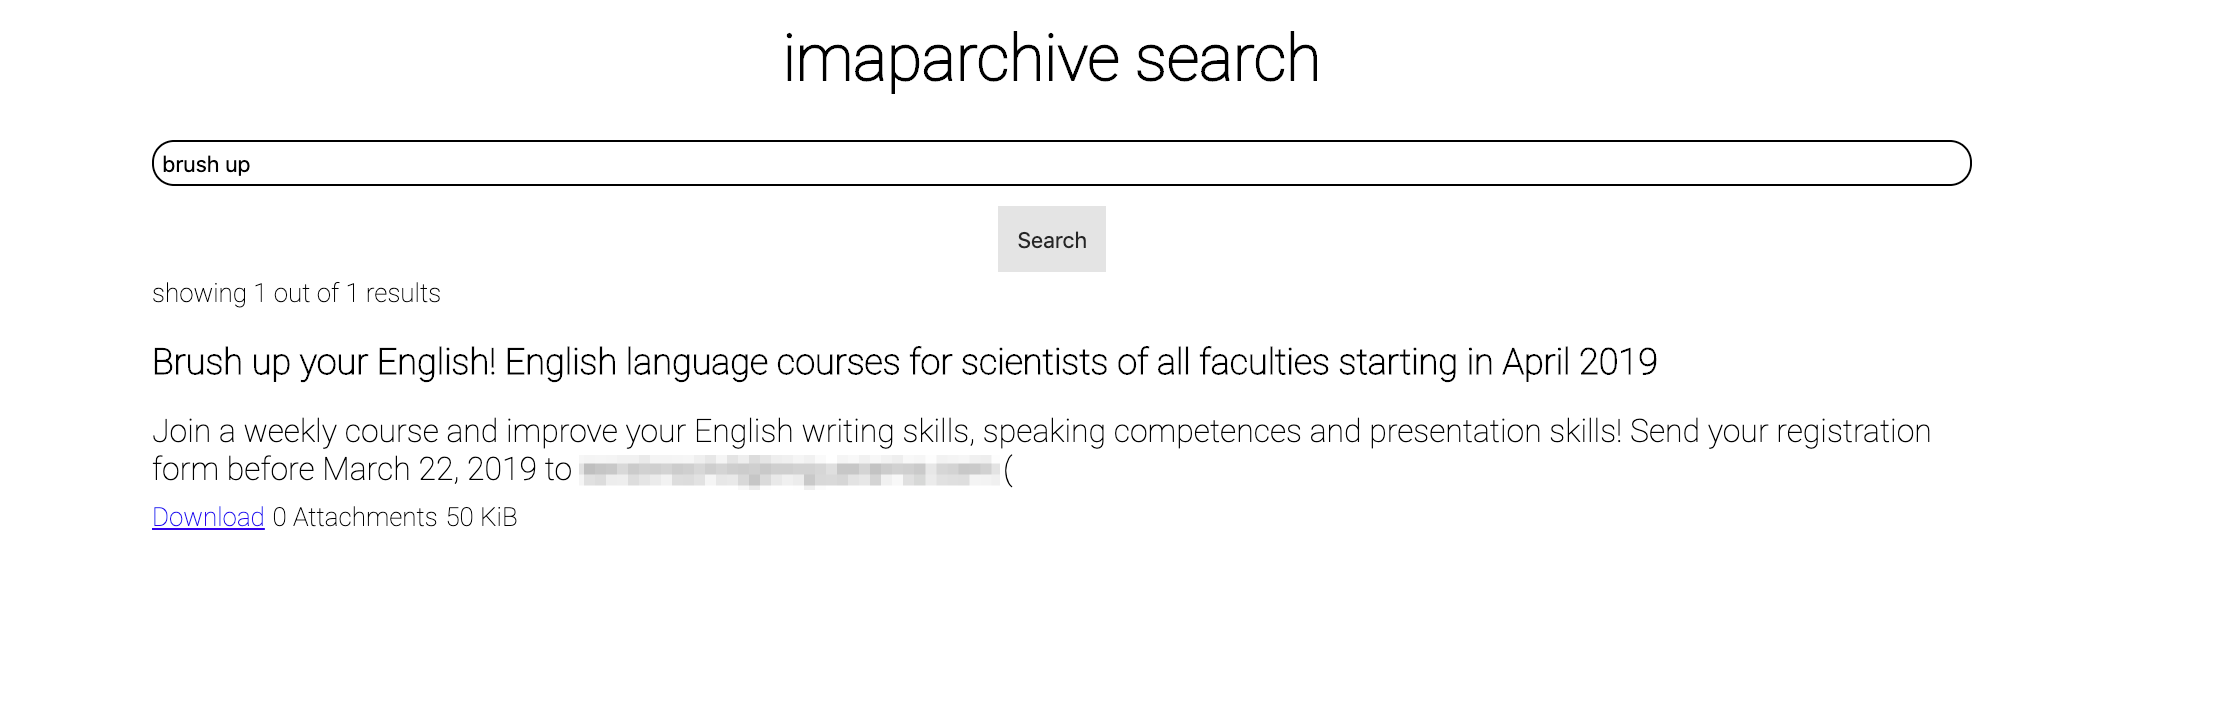 imaparchive search
brush up
Search
showing 1 out of 1 results
Brush up your English! English language courses for scientists of all faculties starting in April 2019
Join a weekly course and improve your English writing skills, speaking competences and presentation skills! Send your registration
form before March 22, 2019 to (
Download 0 Attachments 50 KiB